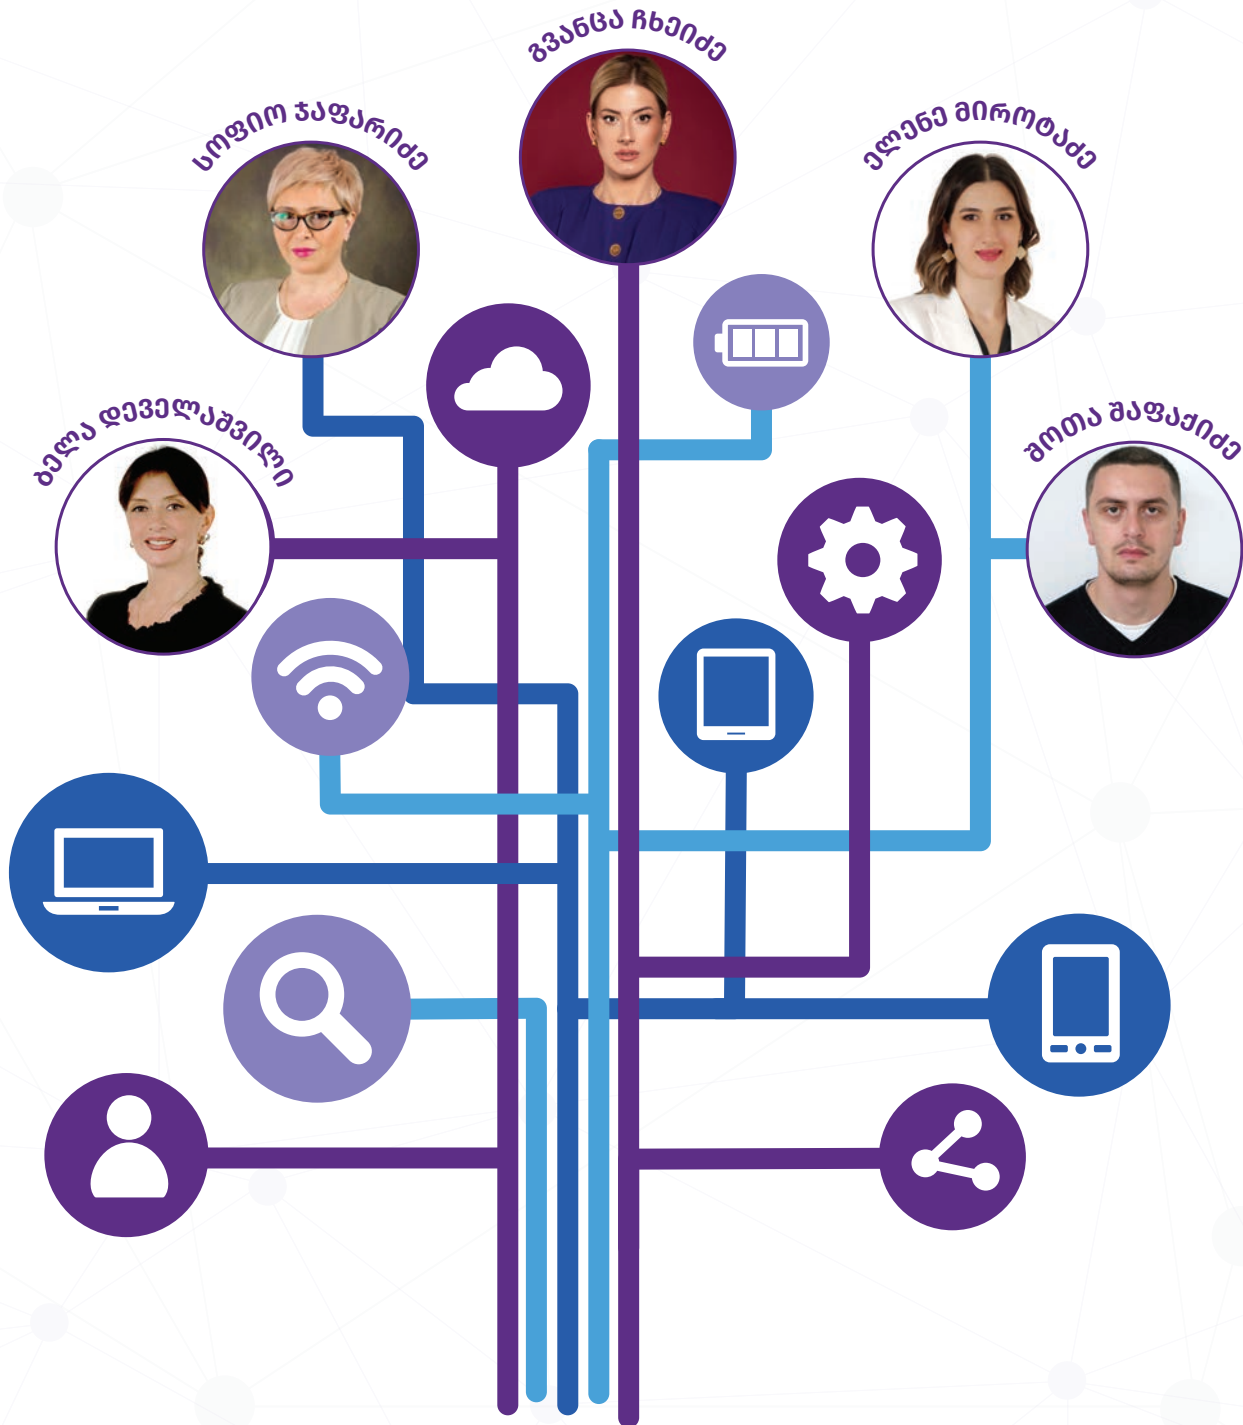 გვანცა ჩხეიძე
სოფიო ჯაფარიძე
ელენე მიროტაძე
ბელა დეველაშვილი
შოთა შაფაქიძე